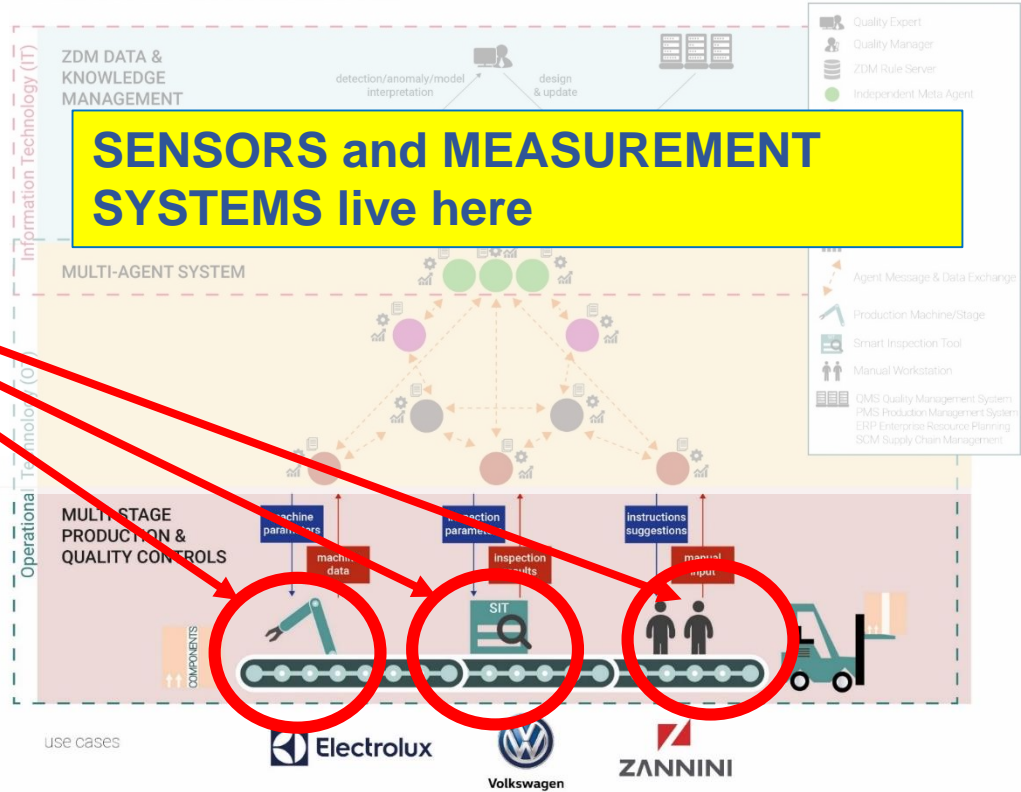 Information Technology (IT)
ZDM DATA &
KNOWLEDGE
MANAGEMENT
detection/anomaly/model
interpretation
design
& update
SENSORS and MEASUREMENT
SYSTEMS live here
MULTI-AGENT SYSTEM
Operational Technology (OT)
MULTI-STAGE
PRODUCTION &
QUALITY CONTROLS
machine
parameters
machine
data
inspection
parameters
inspection
results
instructions
suggestions
manual
input
SIT
COMPONENTS
Quality Expert
Quality Manager
ZDM Rule Server
Independent Meta Agent
Agent Message & Data Exchange
Production Machine/Stage
Smart Inspection Tool
Manual Workstation
QMS Quality Management System
PMS Production Management System
ERP Enterprise Resource Planning
SCM Supply Chain Management
use cases
Electrolux
Volkswagen
ZANNINI